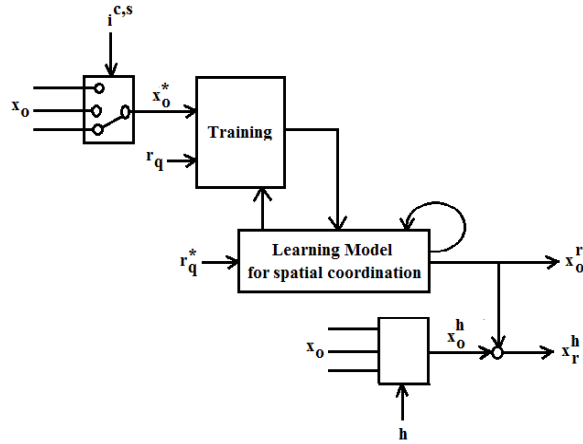 i^{c,s}
x_o
x_o^*
Training
r_q
Learning Model
for spatial coordination
r_q^*
x_o^r
x_o
x_o^h
x_r^h
h